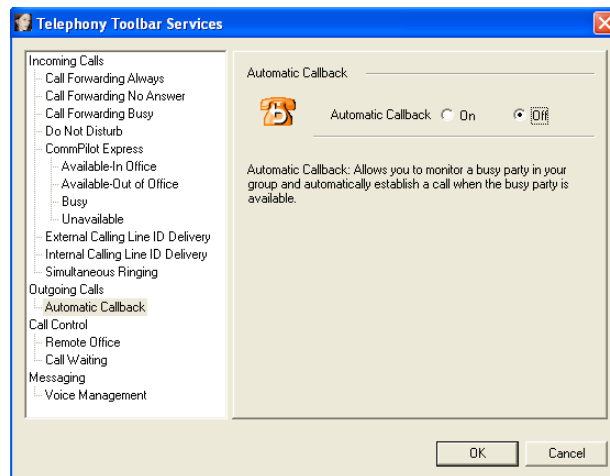 Telephony Toolbar Services
Incoming Calls
Call Forwarding Always
Call Forwarding No Answer
Call Forwarding Busy
Do Not Disturb
CommPilot Express
Available-In Office
Available-Out of Office
Busy
Unavailable
External Calling Line ID Delivery
Internal Calling Line ID Delivery
Simultaneous Ringing
Outgoing Calls
Automatic Callback
Call Control
Remote Office
Call Waiting
Messaging
Voice Management
Automatic Callback
Automatic Callback On Off
Automatic Callback: Allows you to monitor a busy party in your
group and automatically establish a call when the busy party is
available.
OK Cancel